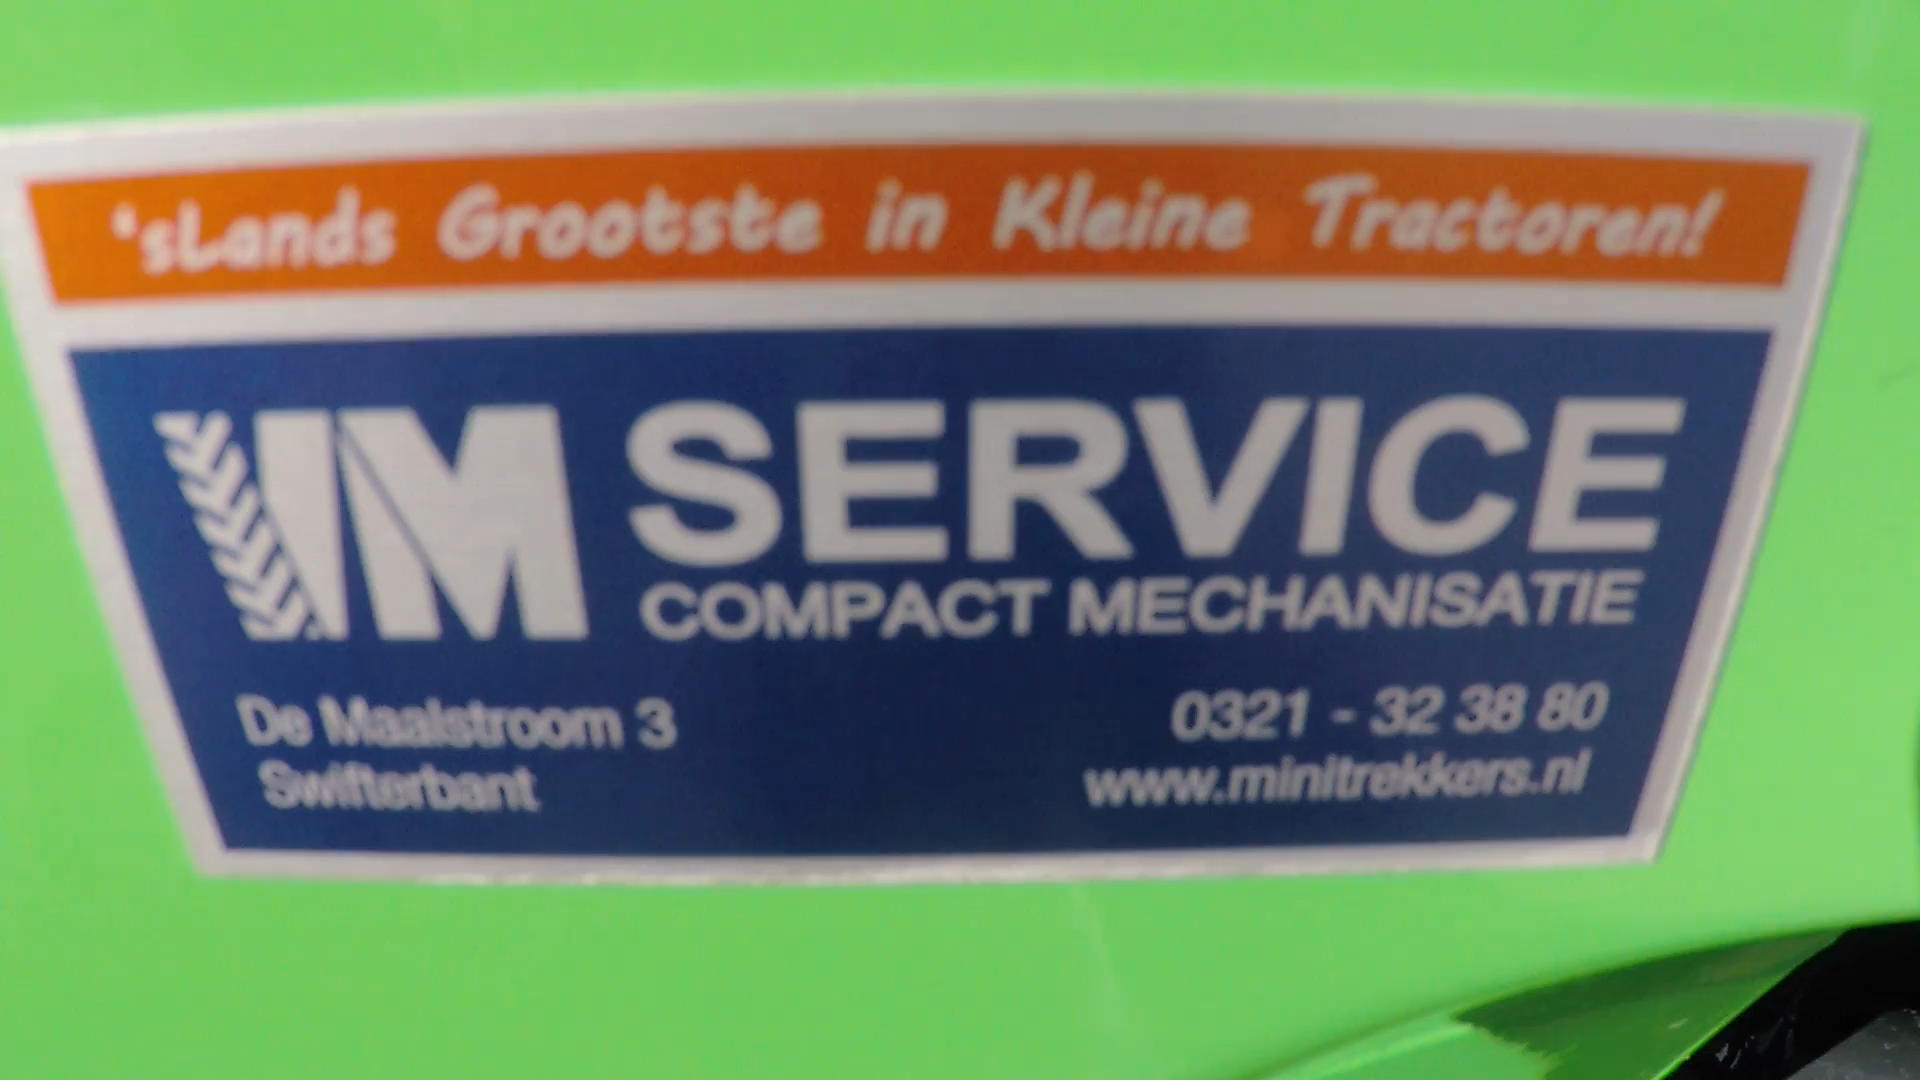 'sLands Grootste in Kleine Tractoren!
IM SERVICE
COMPACT MECHANISATIE
De Maalstroom 3
0321 - 32 38 80
Swifterbant
www.minitrekkers.nl